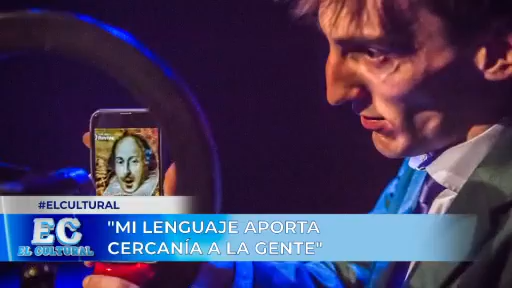 #ELCULTURAL
EC
EL CULTURAL
"MI LENGUAJE APORTA
CERCANÍA A LA GENTE"